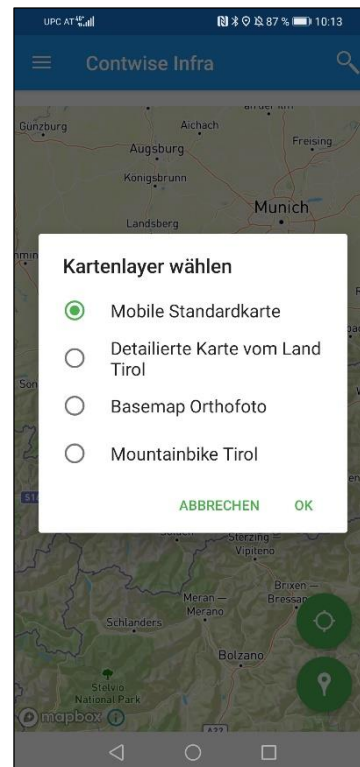 UPC AT 87 % 10:13
Contwise Infra
Günzburg
Aichach
Freising
Augsburg
Königsbrunn
Munich
Landsberg
Kartenlayer wählen
Mobile Standardkarte
Detailierte Karte vom Land
Tirol
Basemap Orthofoto
Mountainbike Tirol
ABBRECHEN OK
Sterzing —
Vipiteno
Brixen —
Meran —
Merano
Schlanders
Bolzano
Stelvio
National Park
mapbox
A22